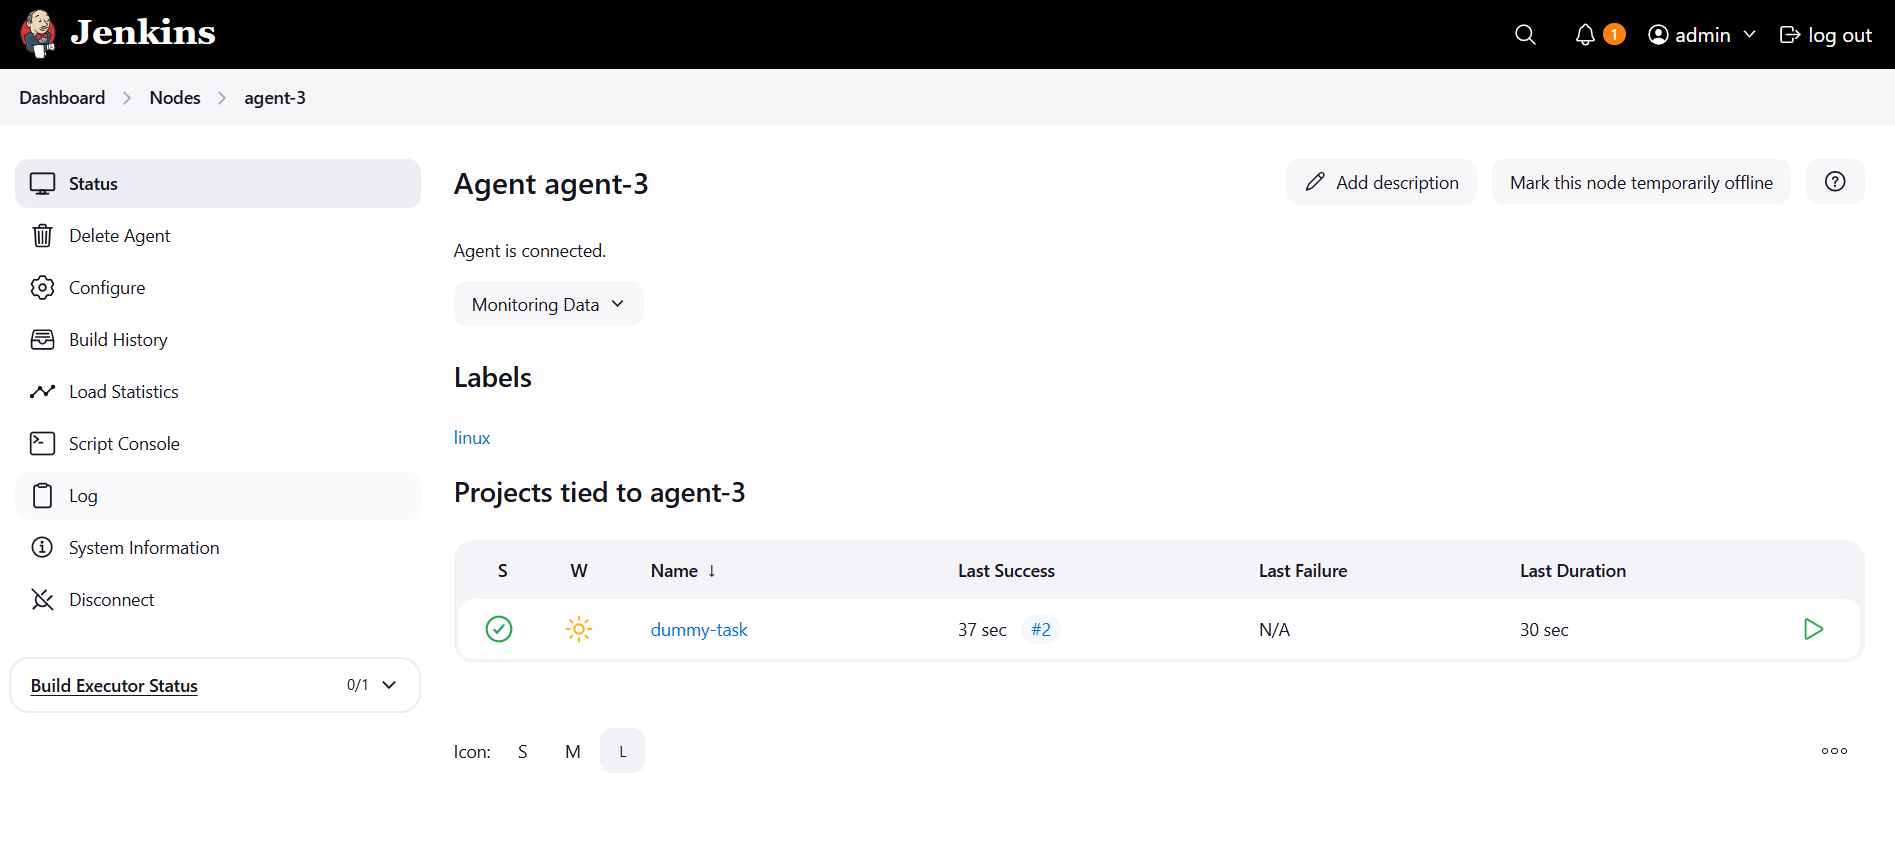 Jenkins
1
admin
log out
Dashboard
Nodes
agent-3
Status
Delete Agent
Configure
Build History
Load Statistics
Script Console
Log
System Information
Disconnect
Build Executor Status 0/1
Agent agent-3
Add description
Mark this node temporarily offline
Agent is connected.
Monitoring Data
Labels
linux
Projects tied to agent-3
S W Name ↓ Last Success Last Failure Last Duration
dummy-task 37 sec #2 N/A 30 sec
Icon: S M L